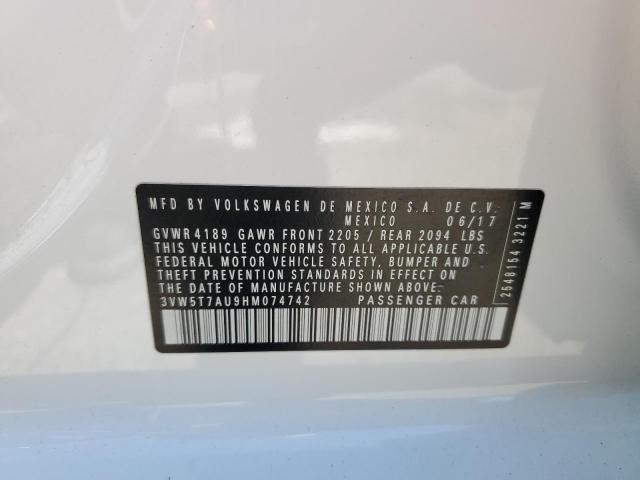 MFD BY VOLKSWAGEN DE MEXICO S.A. DE C.V.
MEXICO 06/17
GVWR 4189 GAWR FRONT 2205 / REAR 2094 LBS
THIS VEHICLE CONFORMS TO ALL APPLICABLE U.S.
FEDERAL MOTOR VEHICLE SAFETY, BUMPER AND
THEFT PREVENTION STANDARDS IN EFFECT ON
THE DATE OF MANUFACTURE SHOWN ABOVE.
3VW5T7AU9HM074742 PASSENGER CAR
2548154 3221 M